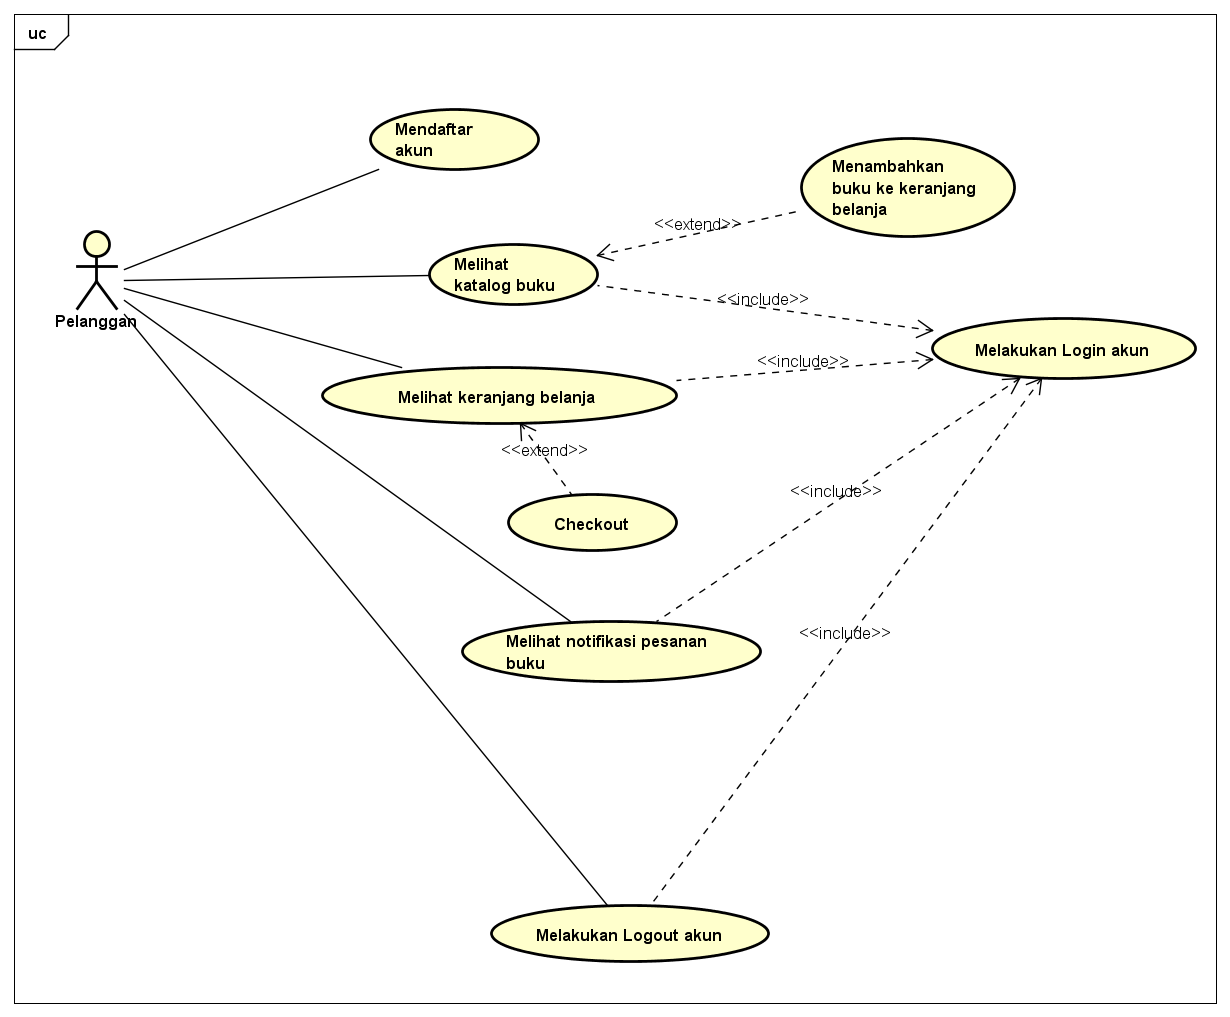 uc
Mendaftar
akun
Menambahkan
buku ke keranjang
belanja
<<extend>>
Melihat
katalog buku
<<include>>
Pelanggan
Melakukan Login akun
<<include>>
Melihat keranjang belanja
<<extend>>
<<include>>
Checkout
<<include>>
Melihat notifikasi pesanan
buku
Melakukan Logout akun